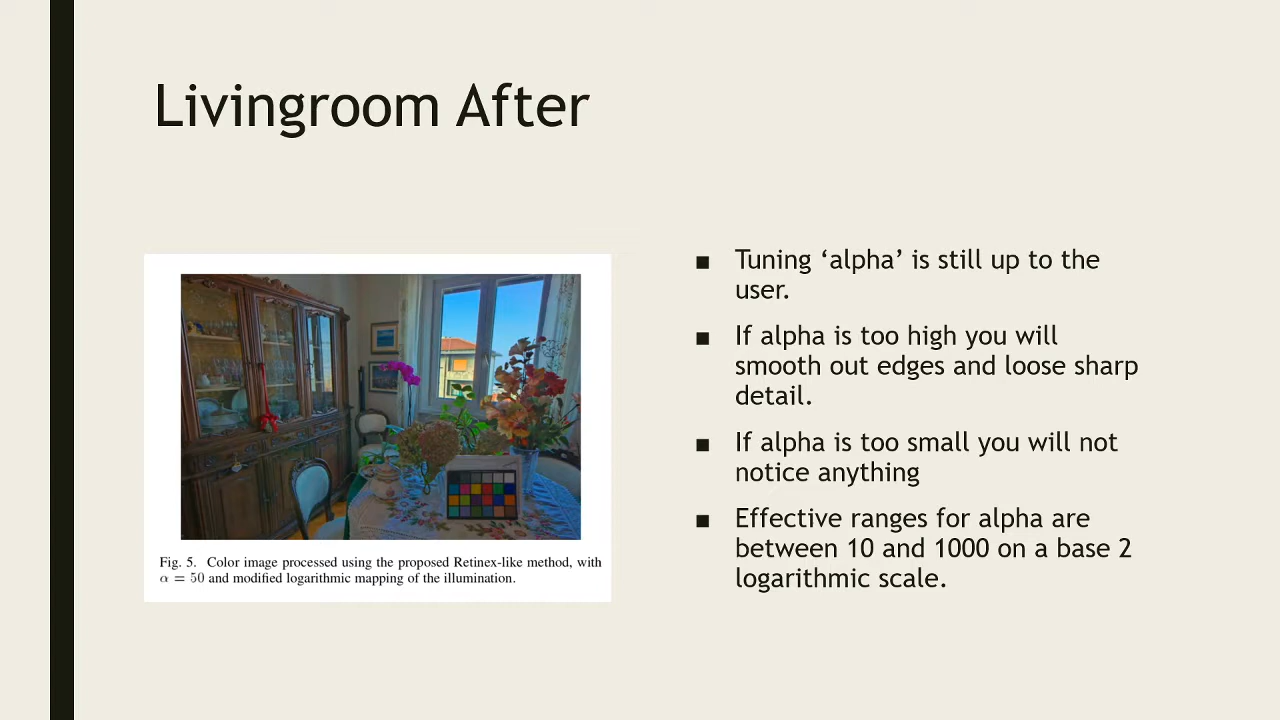 Livingroom After
Fig. 5. Color image processed using the proposed Retinex-like method, with
α = 50 and modified logarithmic mapping of the illumination.
■ Tuning ‘alpha’ is still up to the
user.
■ If alpha is too high you will
smooth out edges and loose sharp
detail.
■ If alpha is too small you will not
notice anything
■ Effective ranges for alpha are
between 10 and 1000 on a base 2
logarithmic scale.